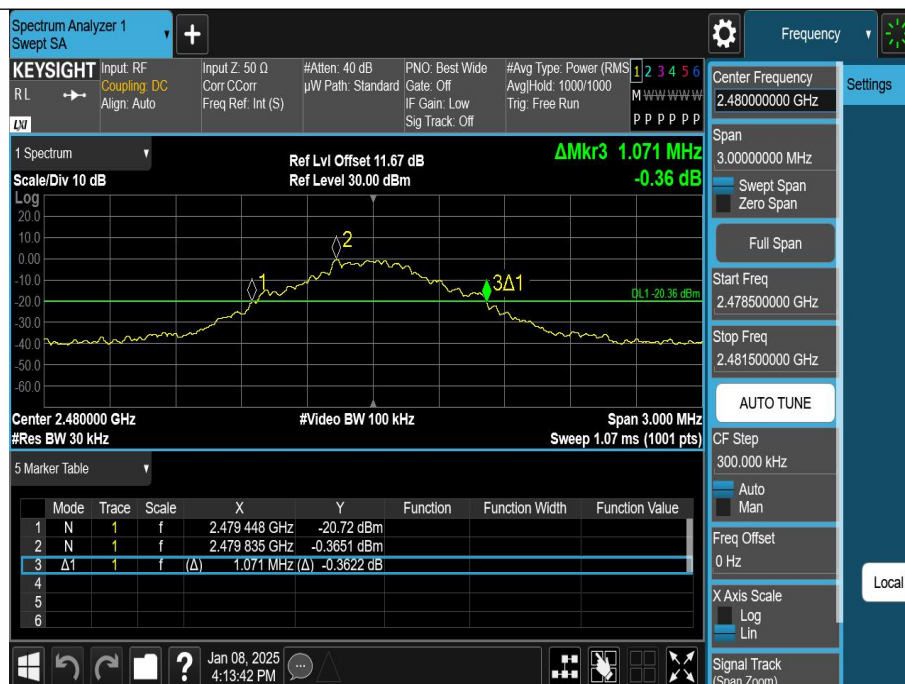 Spectrum Analyzer 1
Swept SA
+
Frequency
KEYSIGHT
RL
LXI
Input: RF
Coupling: DC
Align: Auto
Input Z: 50 Ω
Corr CCorr
Freq Ref: Int (S)
#Atten: 40 dB
µW Path: Standard
PNO: Best Wide
Gate: Off
IF Gain: Low
Sig Track: Off
#Avg Type: Power (RMS
Avg|Hold: 1000/1000
Trig: Free Run
1 2 3 4 5 6
M W W W W W
P P P P P P
1 Spectrum
Scale/Div 10 dB
Ref Lvl Offset 11.67 dB
Ref Level 30.00 dBm
ΔMkr3 1.071 MHz
-0.36 dB
Log
20.0
10.0
0.00
-10.0
-20.0
-30.0
-40.0
-50.0
-60.0
1
2
3Δ1
DL1 -20.36 dBm
Center 2.480000 GHz
#Video BW 100 kHz
Span 3.000 MHz
#Res BW 30 kHz
Sweep 1.07 ms (1001 pts)
5 Marker Table
Mode Trace Scale X Y Function Function Width Function Value
1 N 1 f 2.479 448 GHz -20.72 dBm
2 N 1 f 2.479 835 GHz -0.3651 dBm
3 Δ1 1 f (Δ) 1.071 MHz (Δ) -0.3622 dB
4
5
6
?
Jan 08, 2025
4:13:42 PM
Center Frequency
2.480000000 GHz
Span
3.00000000 MHz
Swept Span
Zero Span
Full Span
Start Freq
2.478500000 GHz
Stop Freq
2.481500000 GHz
AUTO TUNE
CF Step
300.000 kHz
Auto
Man
Freq Offset
0 Hz
X Axis Scale
Log
Lin
Signal Track
(Span Zoom)
Settings
Local